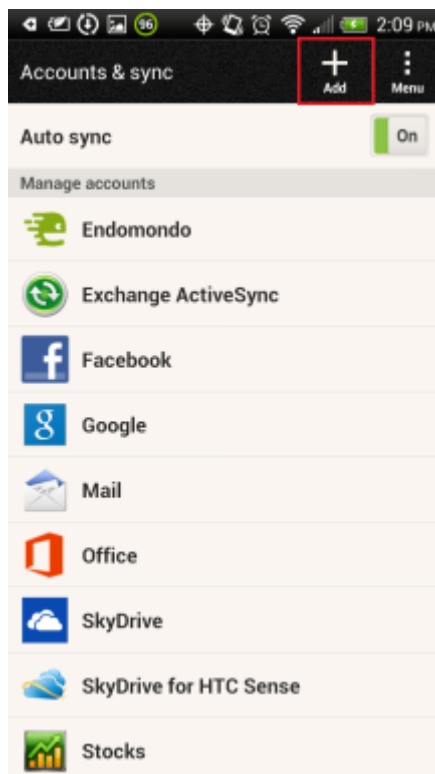 96 2:09 PM
Accounts & sync Add Menu
Auto sync On
Manage accounts
Endomondo
Exchange ActiveSync
Facebook
Google
Mail
Office
SkyDrive
SkyDrive for HTC Sense
Stocks